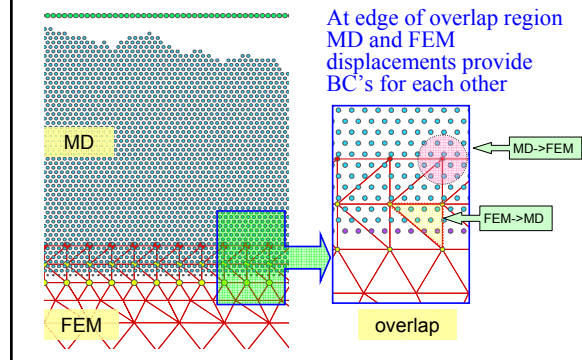 At edge of overlap region
MD and FEM
displacements provide
BC's for each other
MD
MD->FEM
FEM->MD
FEM
overlap